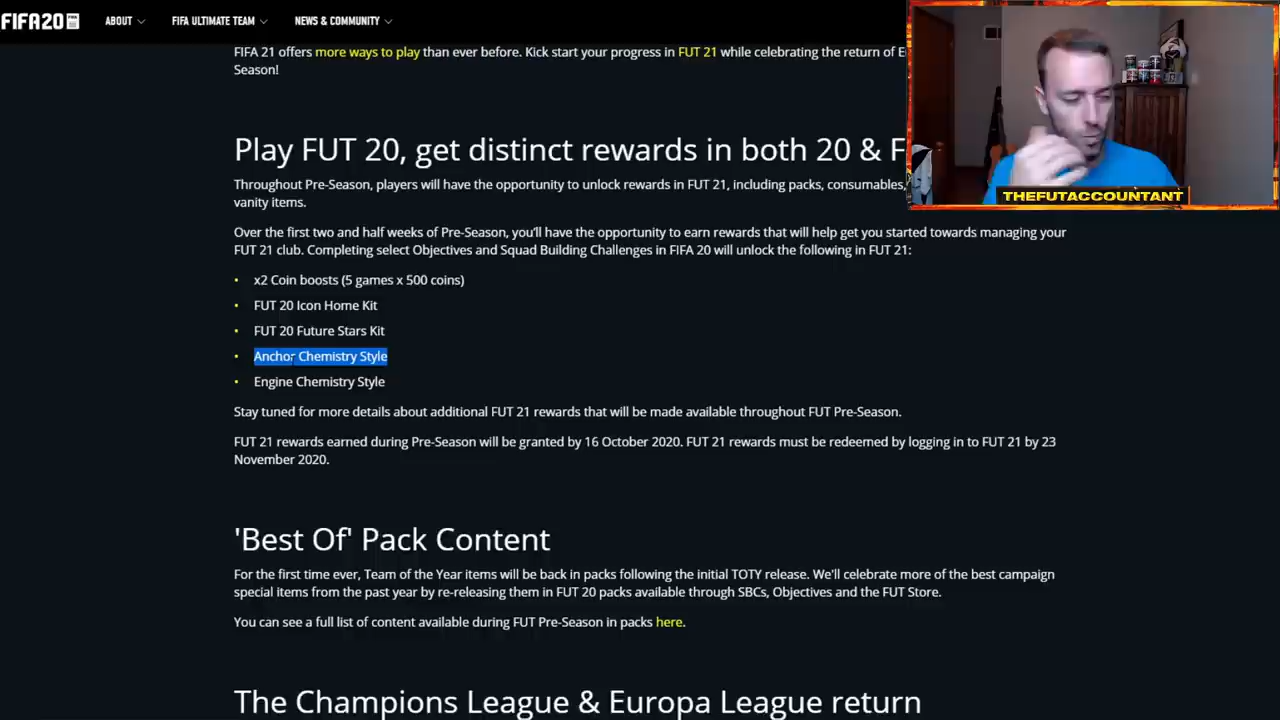 FIFA20 ABOUT FIFA ULTIMATE TEAM NEWS & COMMUNITY
FIFA 21 offers more ways to play than ever before. Kick start your progress in FUT 21 while celebrating the return of E
Season!
Play FUT 20, get distinct rewards in both 20 & F
Throughout Pre-Season, players will have the opportunity to unlock rewards in FUT 21, including packs, consumables,
vanity items.
THEFUTACCOUNTANT
Over the first two and half weeks of Pre-Season, you'll have the opportunity to earn rewards that will help get you started towards managing your
FUT 21 club. Completing select Objectives and Squad Building Challenges in FIFA 20 will unlock the following in FUT 21:
• x2 Coin boosts (5 games x 500 coins)
• FUT 20 Icon Home Kit
• FUT 20 Future Stars Kit
• Anchor Chemistry Style
• Engine Chemistry Style
Stay tuned for more details about additional FUT 21 rewards that will be made available throughout FUT Pre-Season.
FUT 21 rewards earned during Pre-Season will be granted by 16 October 2020. FUT 21 rewards must be redeemed by logging in to FUT 21 by 23
November 2020.
'Best Of' Pack Content
For the first time ever, Team of the Year items will be back in packs following the initial TOTY release. We'll celebrate more of the best campaign
special items from the past year by re-releasing them in FUT 20 packs available through SBCs, Objectives and the FUT Store.
You can see a full list of content available during FUT Pre-Season in packs here.
The Champions League & Europa League return